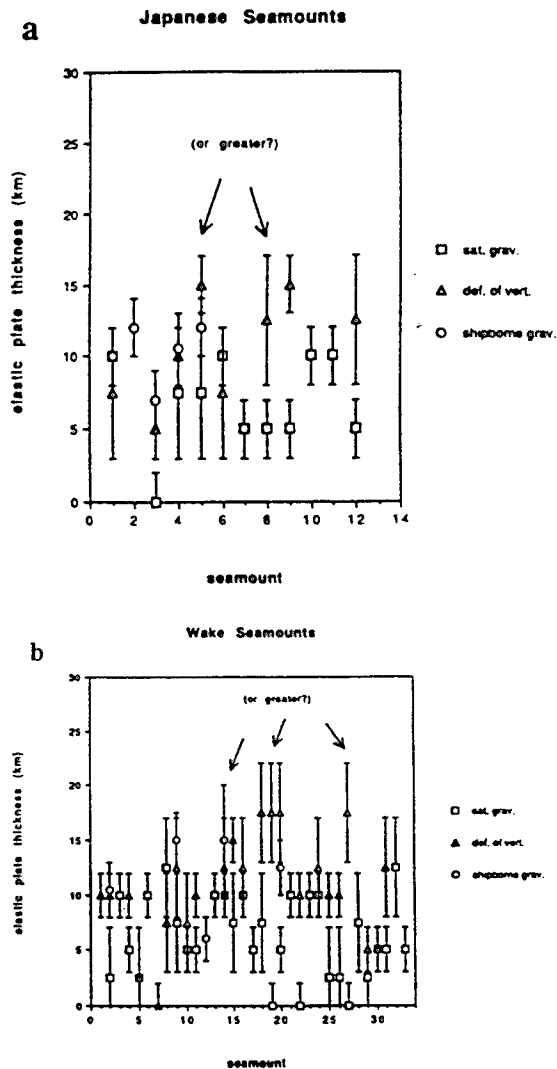 a
Japanese Seamounts
30
25
20
15
10
5
0
elastic plate thickness (km)
(or greater?)
0 2 4 6 8 10 12 14
seamount
sat. grav.
def. of vert.
shipborne grav.
b
Wake Seamounts
30
25
20
15
10
5
0
elastic plate thickness (km)
(or greater?)
0 5 10 15 20 25 30
seamount
sat. grav.
def. of vert.
shipborne grav.